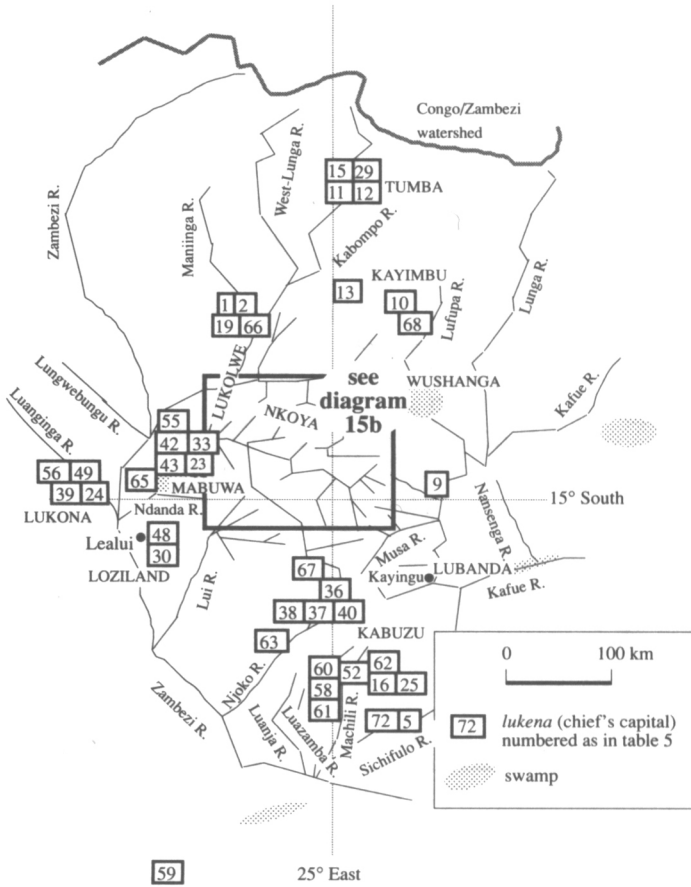 Congo/Zambezi
watershed
15 29
11 12
TUMBA
West-Lunga R.
Zambezi R.
Maniinga R.
Kabompo R.
KAYIMBU
13
10
68
Lufupa R.
Lunga R.
1 2
19 66
LUKOLWE
see
diagram
15b
NKOYA
WUSHANGA
Kafue R.
Lungwebungu R.
Luanginga R.
55
42 33
43 23
65
MABUWA
56 49
39 24
LUKONA
Ndanda R.
9
15° South
Nansenga R.
Lealui
48
30
LOZILAND
Lui R.
Musa R.
Kayingu
LUBANDA
Kafue R.
67
36
38 37 40
KABUZU
63
Njoko R.
60 52 62
58 16 25
61
Machili R.
72 5
Sichifulo R.
Zambezi R.
Luanja R.
Luazamba R.
0 100 km
72 lukena (chief's capital)
numbered as in table 5
swamp
59
25° East